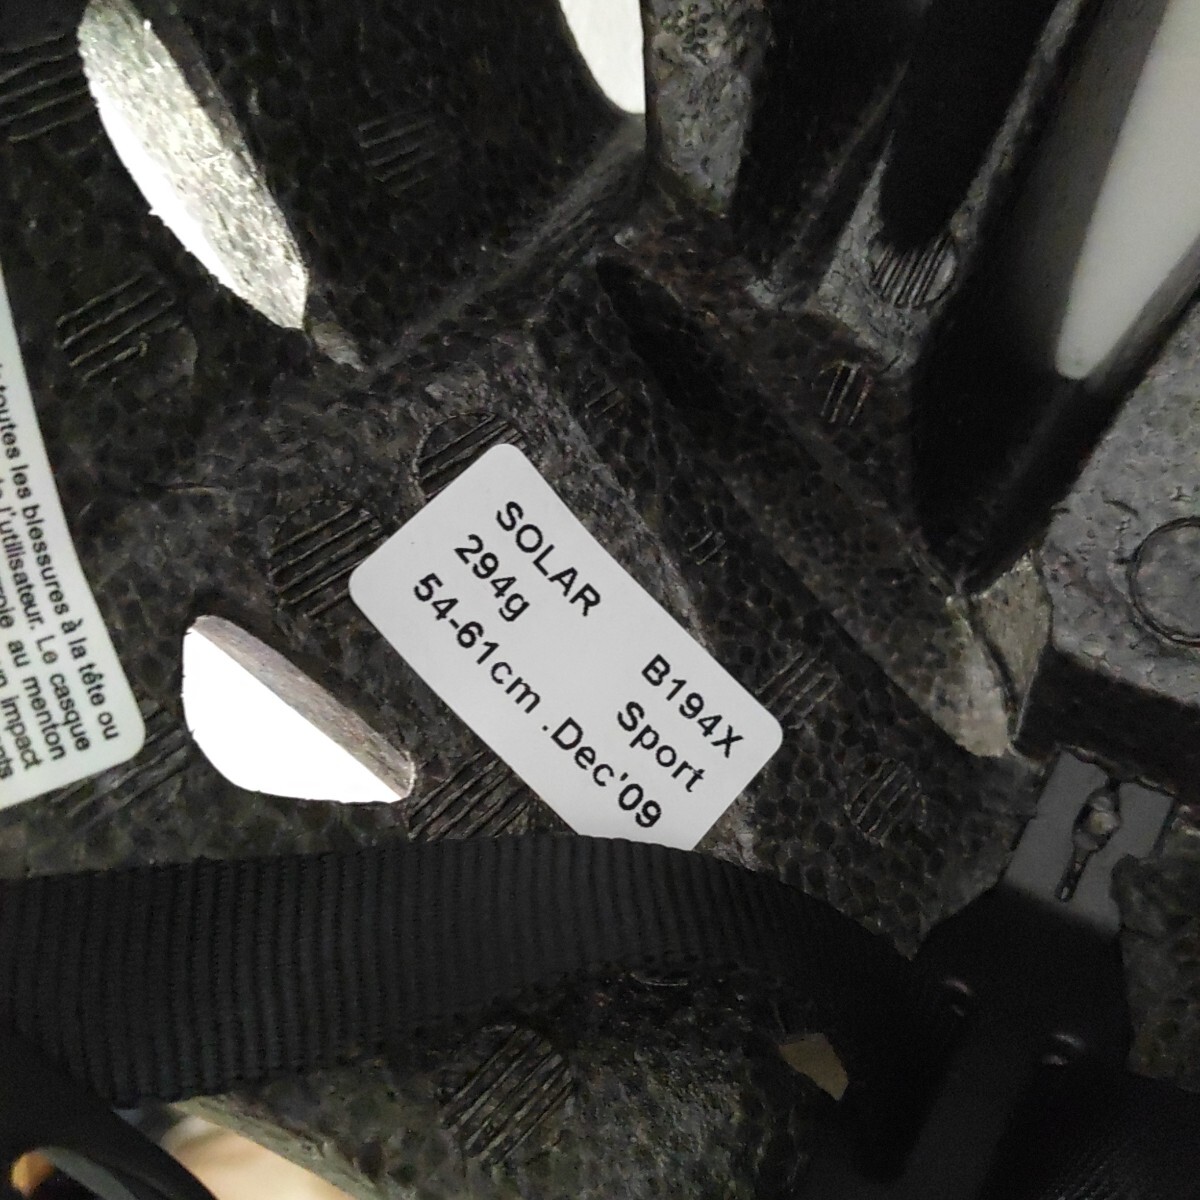 toutes les blessures à la tête ou
l'utilisateur. Le casque
au menton
un impact
SOLAR B194X
294g Sport
54-61cm .Dec'09